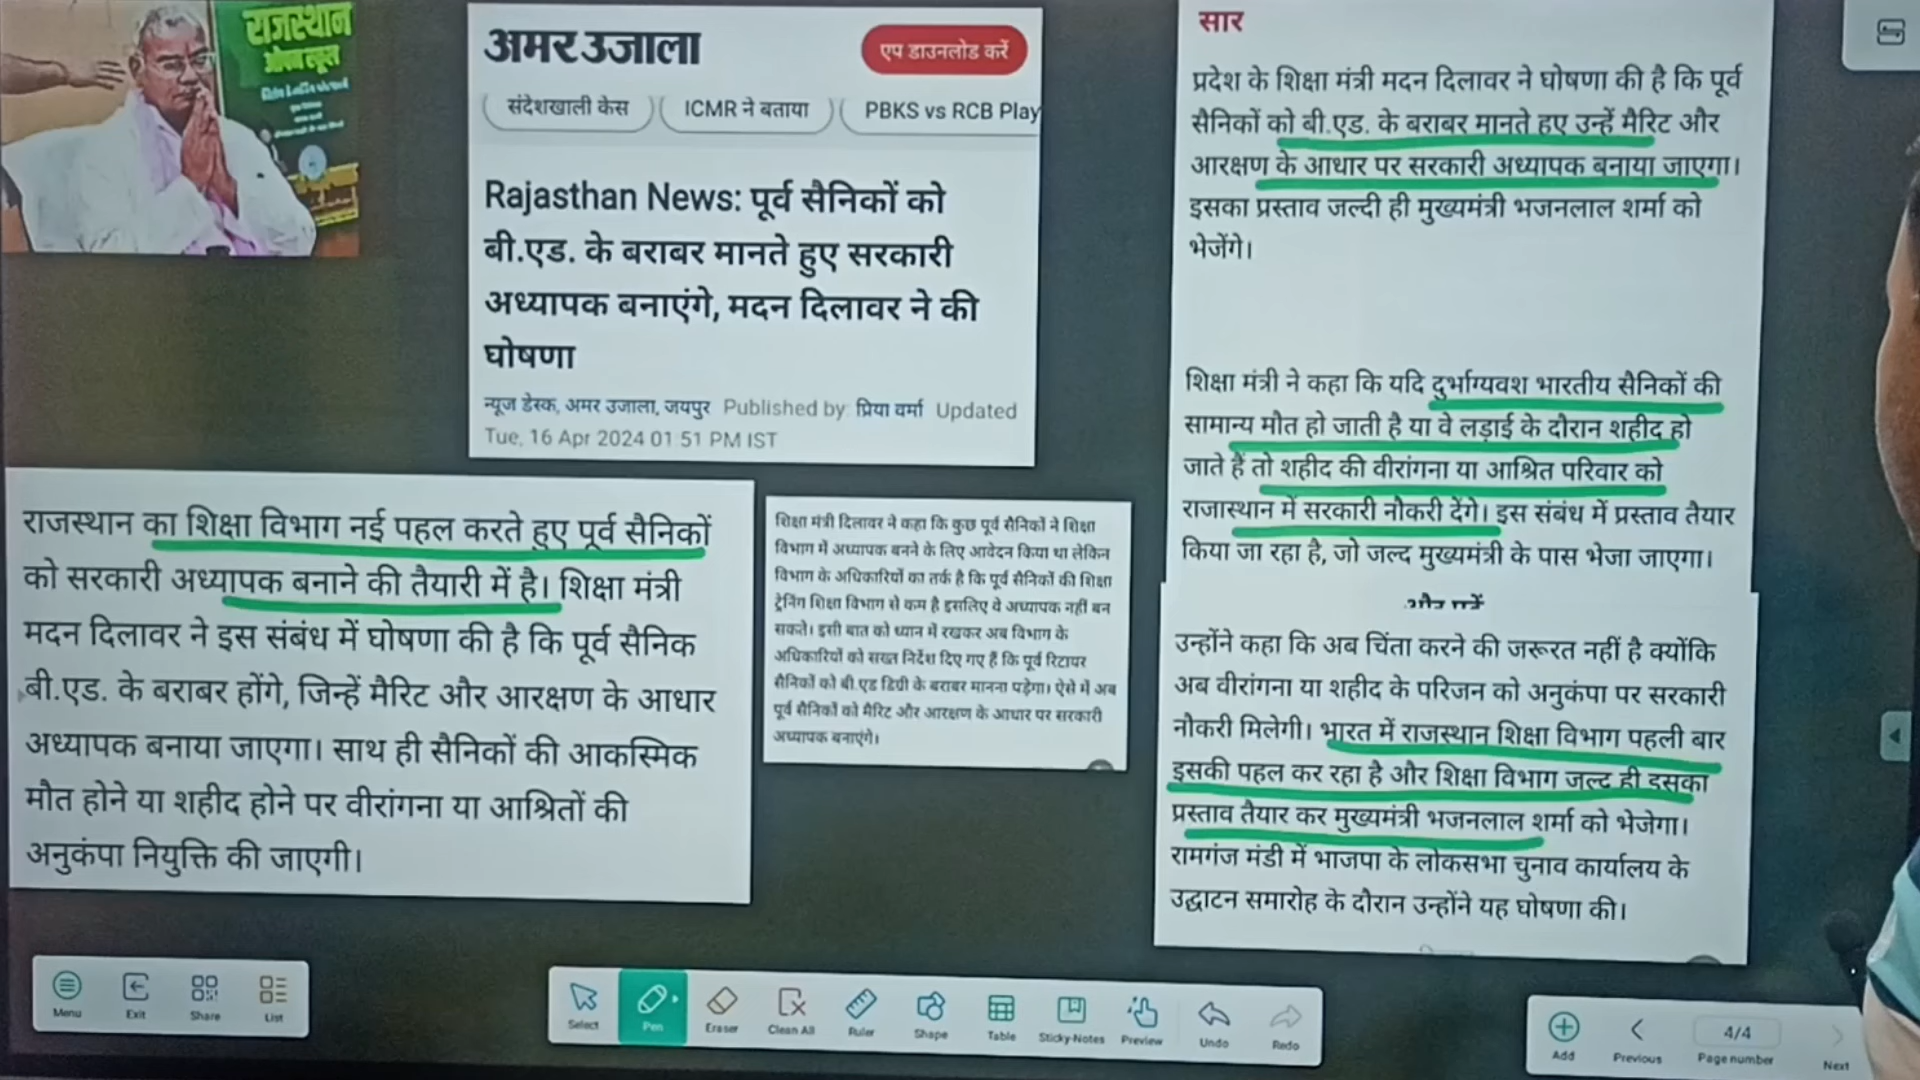 राजस्थान
अमर उजाला
एप डाउनलोड करें
संदेशखाली केस
ICMR ने बताया
PBKS vs RCB Play
Rajasthan News: पूर्व सैनिकों को
बी.एड. के बराबर मानते हुए सरकारी
अध्यापक बनाएंगे, मदन दिलावर ने की
घोषणा
न्यूज डेस्क, अमर उजाला, जयपुर Published by: प्रिया वर्मा Updated
Tue, 16 Apr 2024 01:51 PM IST
सार
प्रदेश के शिक्षा मंत्री मदन दिलावर ने घोषणा की है कि पूर्व
सैनिकों को बी.एड. के बराबर मानते हुए उन्हें मैरिट और
आरक्षण के आधार पर सरकारी अध्यापक बनाया जाएगा।
इसका प्रस्ताव जल्दी ही मुख्यमंत्री भजनलाल शर्मा को
भेजेंगे।
शिक्षा मंत्री ने कहा कि यदि दुर्भाग्यवश भारतीय सैनिकों की
सामान्य मौत हो जाती है या वे लड़ाई के दौरान शहीद हो
जाते हैं तो शहीद की वीरांगना या आश्रित परिवार को
राजास्थान में सरकारी नौकरी देंगे। इस संबंध में प्रस्ताव तैयार
किया जा रहा है, जो जल्द मुख्यमंत्री के पास भेजा जाएगा।
राजस्थान का शिक्षा विभाग नई पहल करते हुए पूर्व सैनिकों
को सरकारी अध्यापक बनाने की तैयारी में है। शिक्षा मंत्री
मदन दिलावर ने इस संबंध में घोषणा की है कि पूर्व सैनिक
बी.एड. के बराबर होंगे, जिन्हें मैरिट और आरक्षण के आधार
अध्यापक बनाया जाएगा। साथ ही सैनिकों की आकस्मिक
मौत होने या शहीद होने पर वीरांगना या आश्रितों की
अनुकंपा नियुक्ति की जाएगी।
शिक्षा मंत्री दिलावर ने कहा कि कुछ पूर्व सैनिकों ने शिक्षा
विभाग में अध्यापक बनने के लिए आवेदन किया था लेकिन
विभाग के अधिकारियों का तर्क है कि पूर्व सैनिकों की शिक्षा
ट्रेनिंग शिक्षा विभाग से कम है इसलिए वे अध्यापक नहीं बन
सकते। इसी बात को ध्यान में रखकर अब विभाग के
अधिकारियों को सख्त निर्देश दिए गए हैं कि पूर्व रिटायर
सैनिकों को बी.एड डिग्री के बराबर मानना पड़ेगा। ऐसे में अब
पूर्व सैनिकों को मैरिट और आरक्षण के आधार पर सरकारी
अध्यापक बनाएंगे।
उन्होंने कहा कि अब चिंता करने की जरूरत नहीं है क्योंकि
अब वीरांगना या शहीद के परिजन को अनुकंपा पर सरकारी
नौकरी मिलेगी। भारत में राजस्थान शिक्षा विभाग पहली बार
इसकी पहल कर रहा है और शिक्षा विभाग जल्द ही इसका
प्रस्ताव तैयार कर मुख्यमंत्री भजनलाल शर्मा को भेजेगा।
रामगंज मंडी में भाजपा के लोकसभा चुनाव कार्यालय के
उद्घाटन समारोह के दौरान उन्होंने यह घोषणा की।
Menu Exit Share List
Select Pen Eraser Clean All Ruler Shape Table Sticky-Notes Preview Undo Redo
Add Previous 4/4 Page number Next